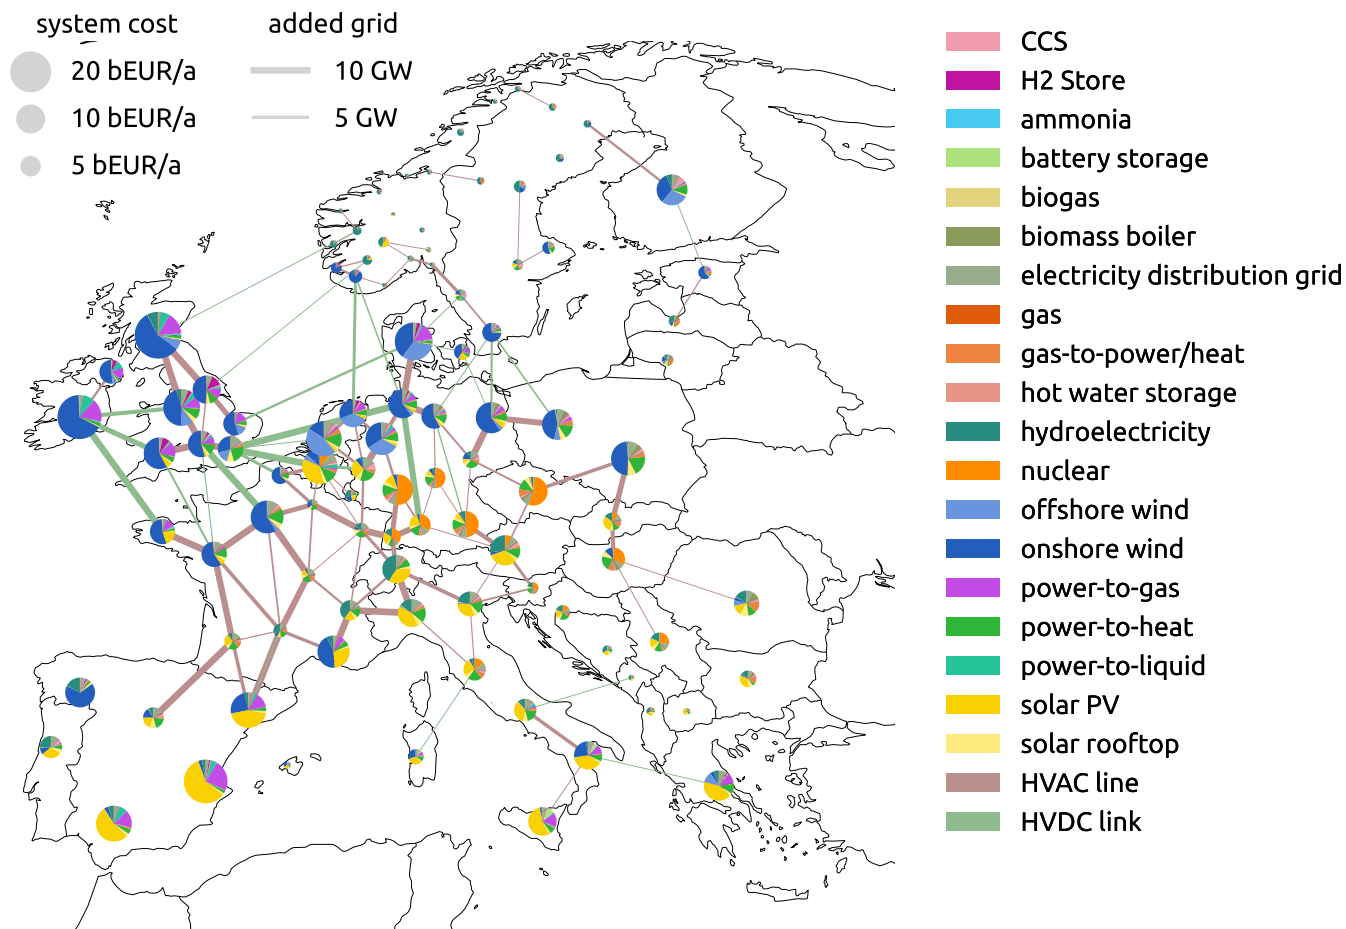 system cost
20 bEUR/a
10 bEUR/a
5 bEUR/a
added grid
10 GW
5 GW
CCS
H2 Store
ammonia
battery storage
biogas
biomass boiler
electricity distribution grid
gas
gas-to-power/heat
hot water storage
hydroelectricity
nuclear
offshore wind
onshore wind
power-to-gas
power-to-heat
power-to-liquid
solar PV
solar rooftop
HVAC line
HVDC link